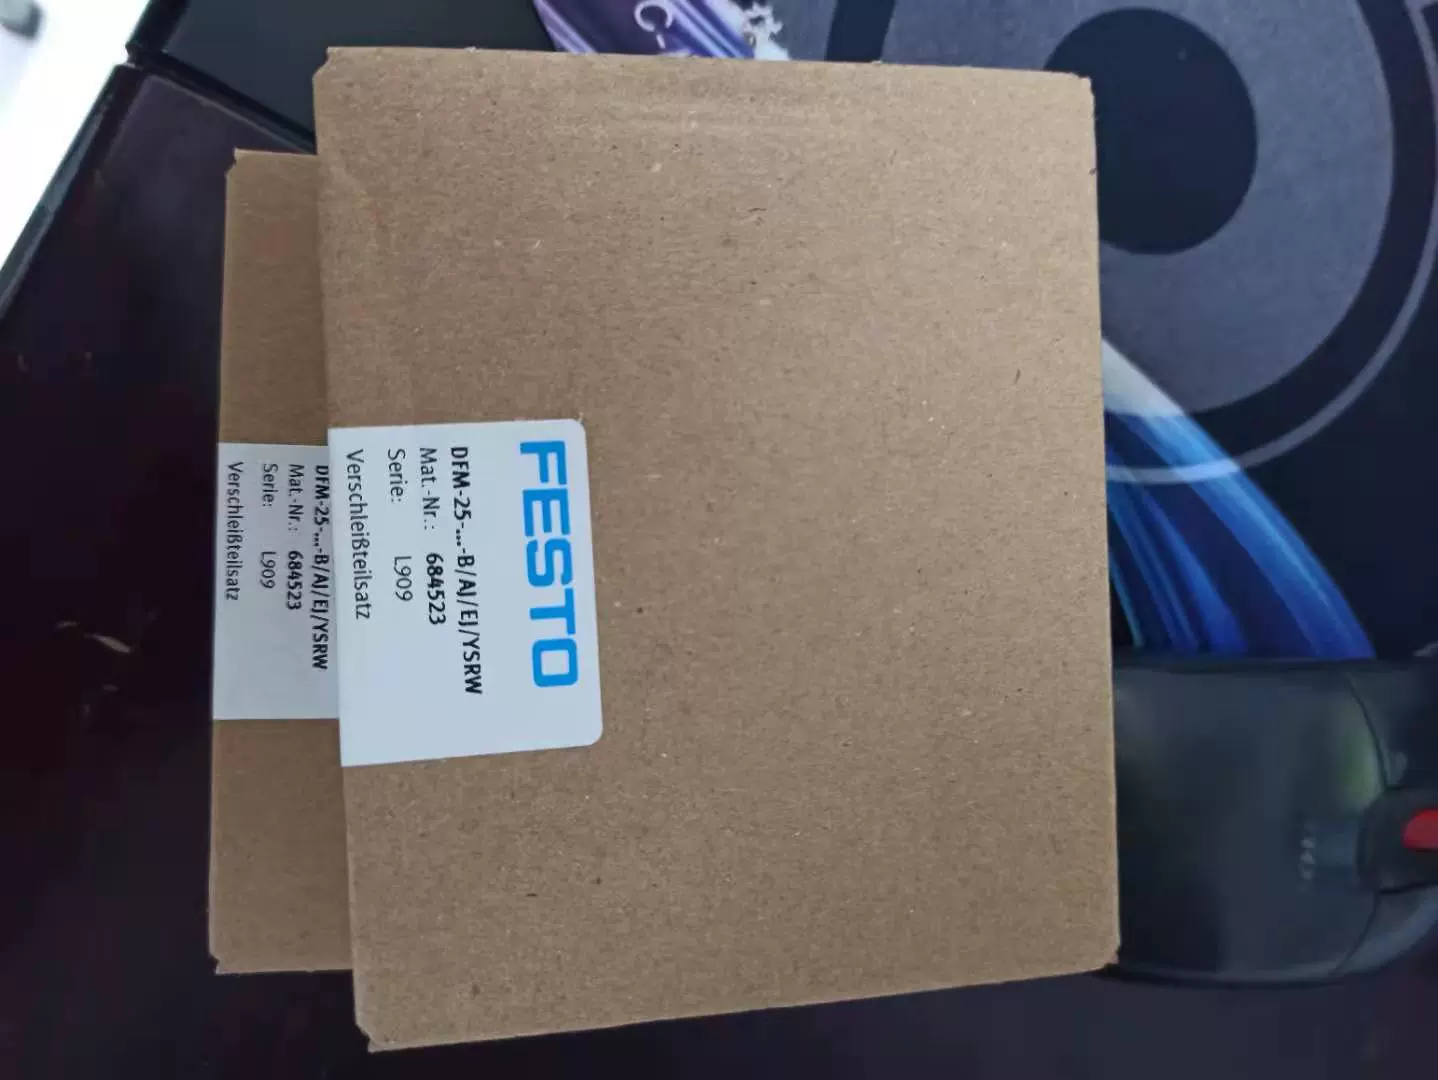 FESTO
DFM-25-...-B/AJ/EJ/YSRW
Mat.-Nr.: 684523
Serie: L909
Verschleißteilsatz
DFM-25-...-B/AJ/EJ/YSRW
Mat.-Nr.: 684523
Serie: L909
Verschleißteilsatz